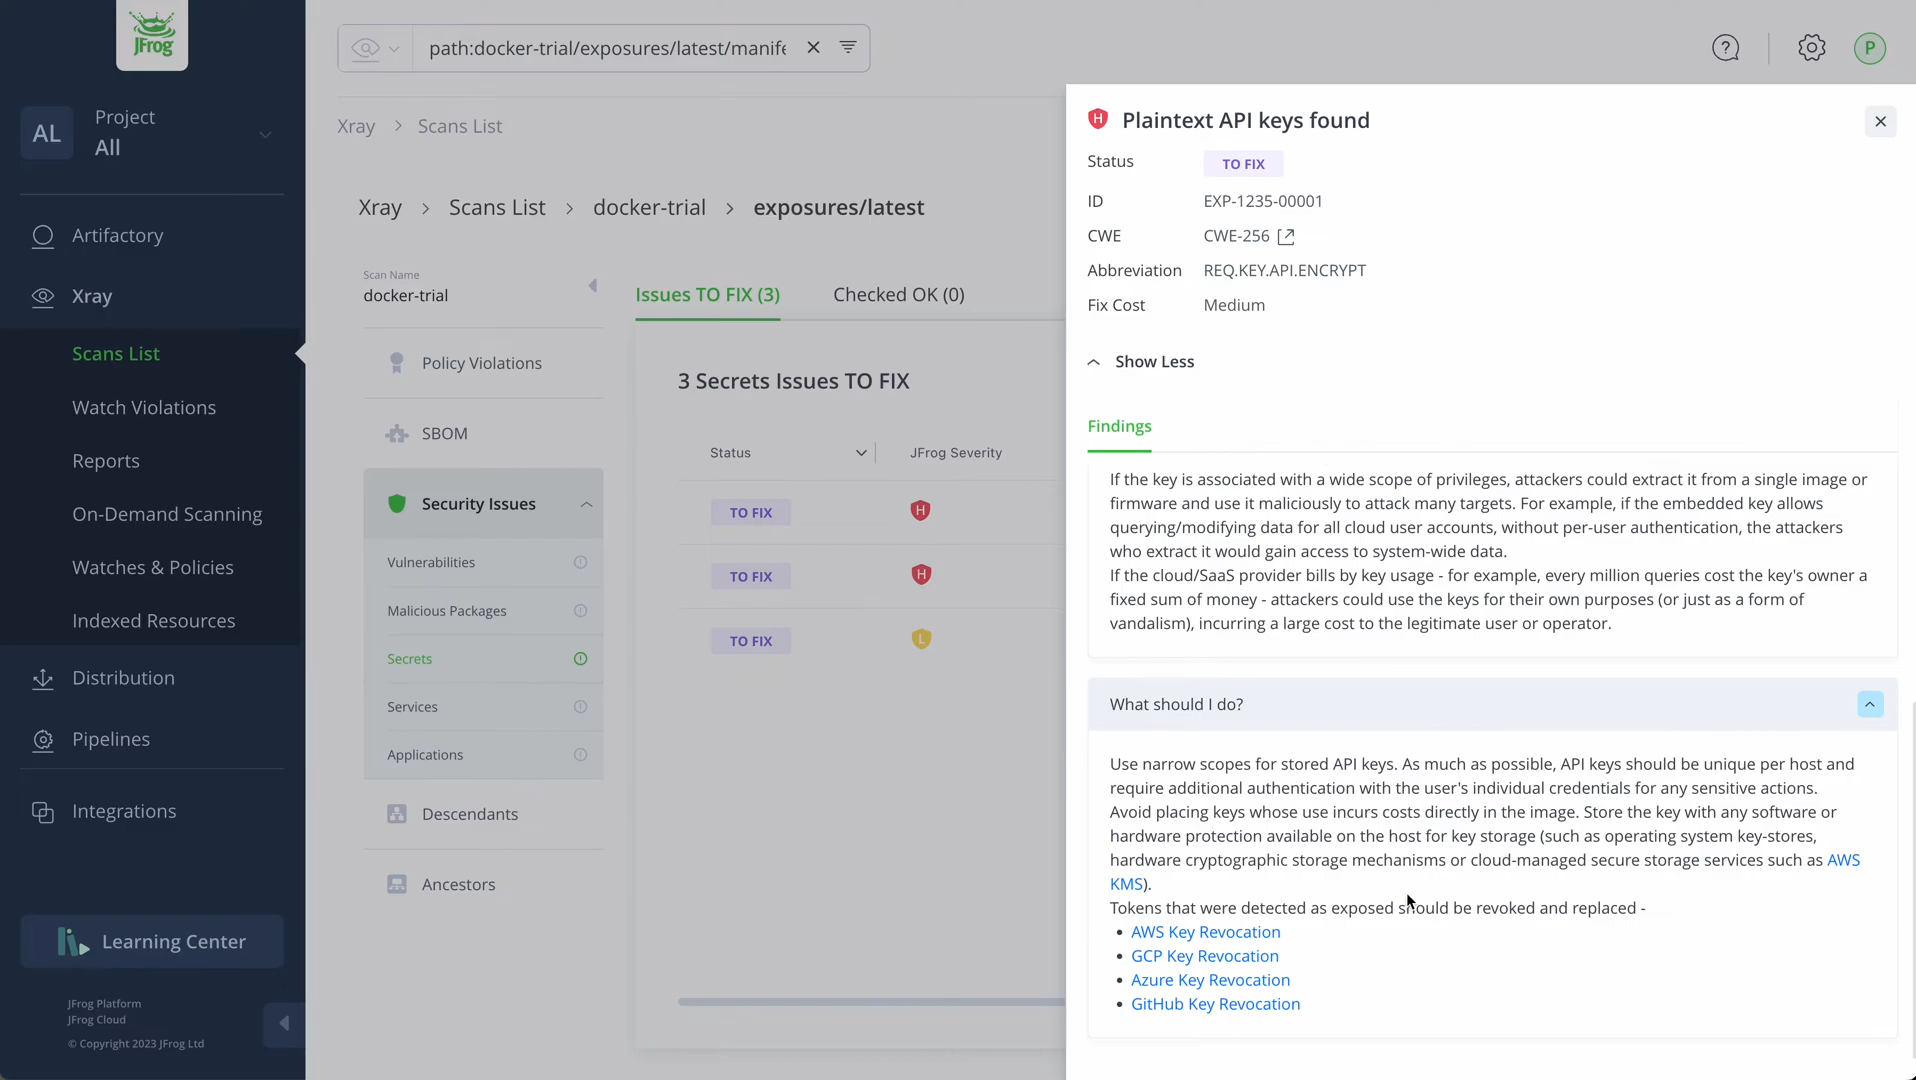 JFrog
AL
Project
All
Artifactory
Xray
Scans List
Watch Violations
Reports
On-Demand Scanning
Watches & Policies
Indexed Resources
Distribution
Pipelines
Integrations
Learning Center
JFrog Platform
JFrog Cloud
© Copyright 2023 JFrog Ltd
path:docker-trial/exposures/latest/manife
P
Xray > Scans List
Xray > Scans List > docker-trial > exposures/latest
Scan Name
docker-trial
Policy Violations
SBOM
Security Issues
Vulnerabilities
Malicious Packages
Secrets
Services
Applications
Descendants
Ancestors
Issues TO FIX (3)
Checked OK (0)
3 Secrets Issues TO FIX
Status
JFrog Severity
TO FIX
H
TO FIX
H
TO FIX
L
H
Plaintext API keys found
Status
TO FIX
ID
EXP-1235-00001
CWE
CWE-256
Abbreviation
REQ.KEY.API.ENCRYPT
Fix Cost
Medium
Show Less
Findings
If the key is associated with a wide scope of privileges, attackers could extract it from a single image or
firmware and use it maliciously to attack many targets. For example, if the embedded key allows
querying/modifying data for all cloud user accounts, without per-user authentication, the attackers
who extract it would gain access to system-wide data.
If the cloud/SaaS provider bills by key usage - for example, every million queries cost the key's owner a
fixed sum of money - attackers could use the keys for their own purposes (or just as a form of
vandalism), incurring a large cost to the legitimate user or operator.
What should I do?
Use narrow scopes for stored API keys. As much as possible, API keys should be unique per host and
require additional authentication with the user's individual credentials for any sensitive actions.
Avoid placing keys whose use incurs costs directly in the image. Store the key with any software or
hardware protection available on the host for key storage (such as operating system key-stores,
hardware cryptographic storage mechanisms or cloud-managed secure storage services such as AWS
KMS).
Tokens that were detected as exposed should be revoked and replaced -
• AWS Key Revocation
• GCP Key Revocation
• Azure Key Revocation
• GitHub Key Revocation